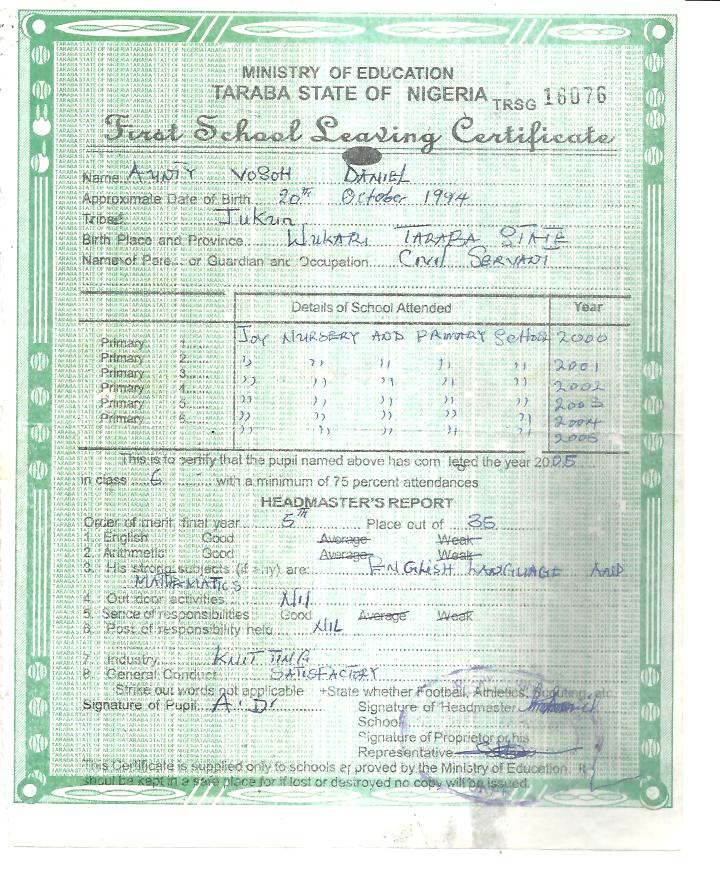 MINISTRY OF EDUCATION
TARABA STATE OF NIGERIA TRSG 16076
First School Leaving Certificate
Name AUNTY VOSOH DANIEL
Approximate Date of Birth 20TH October 1994
Tribe Jukun
Birth Place and Province WUKARI TARABA STATE
Name of Pare... or Guardian and Occupation CIVIL SERVANT
Details of School Attended Year
Primary 1 JOY NURSERY AND PRIMARY SCHOOL 2000
Primary 2 ,, ,, ,, ,, ,, 2001
Primary 3 ,, ,, ,, ,, ,, 2002
Primary 4 ,, ,, ,, ,, ,, 2003
Primary 5 ,, ,, ,, ,, ,, 2004
Primary 6 ,, ,, ,, ,, ,, 2005
This is to certify that the pupil named above has com leted the year 2005
in class 6 with a minimum of 75 percent attendances
HEADMASTER'S REPORT
Order of merit, final year 5TH Place out of 35
1. English Good Average Weak
2. Arithmetic Good Average Weak
3. His strong subjects (if any) are: ENGLISH LANGUAGE AND
MATHEMATICS
4. Out door activities Nil
5. Sence of responsibilities Good Average Weak
6. Post of responsibility held NIL
7. Industry KNITTING
8. General Conduct SATISFACTORY
Strike out words not applicable +State whether Football, Athletics, Scouting, etc
Signature of Pupil A.D. Signature of Headmaster
School
Signature of Proprietor or his
Representative
This Certificate is supplied only to schools approved by the Ministry of Education
should be kept in a safe place for if lost or destroyed no copy will be issued.